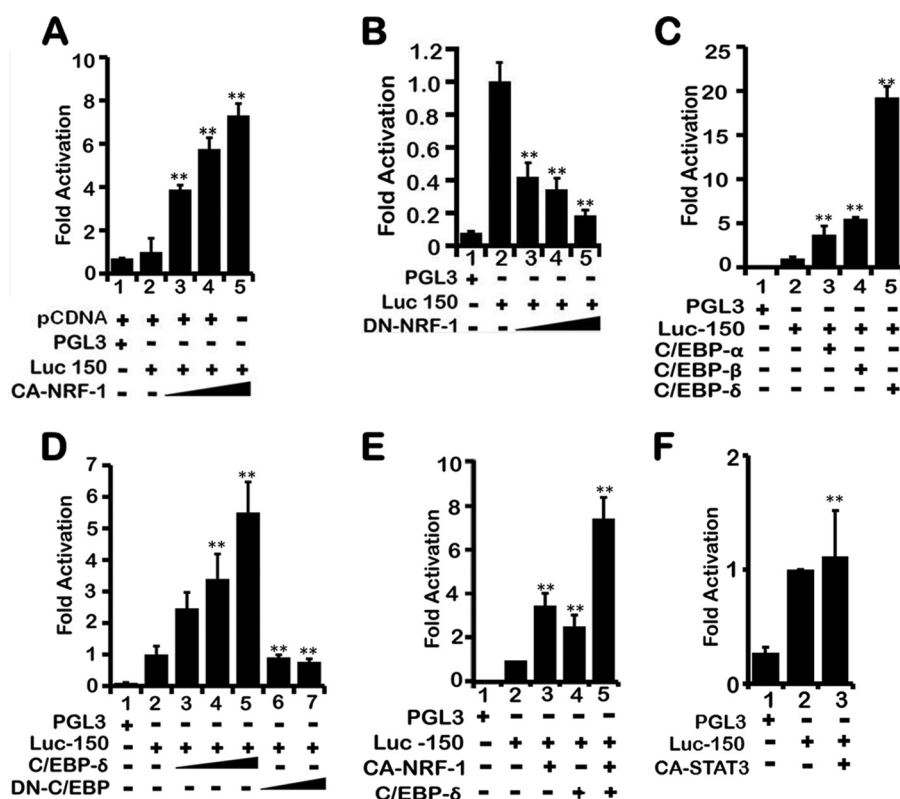 A
Fold Activation
10
8
6
4
2
0
** ** **
1 2 3 4 5
pCDNA + + + + -
PGL3 + - - - -
Luc 150 - + + + +
CA-NRF-1 - -
B
Fold Activation
1.2
1.0
0.8
0.6
0.4
0.2
0
** ** **
1 2 3 4 5
PGL3 + - - - -
Luc 150 - + + + +
DN-NRF-1 - -
C
Fold Activation
25
20
15
10
5
0
** ** **
1 2 3 4 5
PGL3 + - - - -
Luc-150 - + + + +
C/EBP-α - - + - -
C/EBP-β - - - + -
C/EBP-δ - - - - +
D
Fold Activation
7
6
5
4
3
2
1
0
** ** ** **
1 2 3 4 5 6 7
PGL3 + - - - - - -
Luc-150 - + + + + + +
C/EBP-δ - - - -
DN-C/EBP - - - - -
E
Fold Activation
10
8
6
4
2
0
** ** **
1 2 3 4 5
PGL3 + - - - -
Luc -150 - + + + +
CA-NRF-1 - - + - +
C/EBP-δ - - - + +
F
Fold Activation
2
1
0
**
1 2 3
PGL3 + - -
Luc-150 - + +
CA-STAT3 - - +